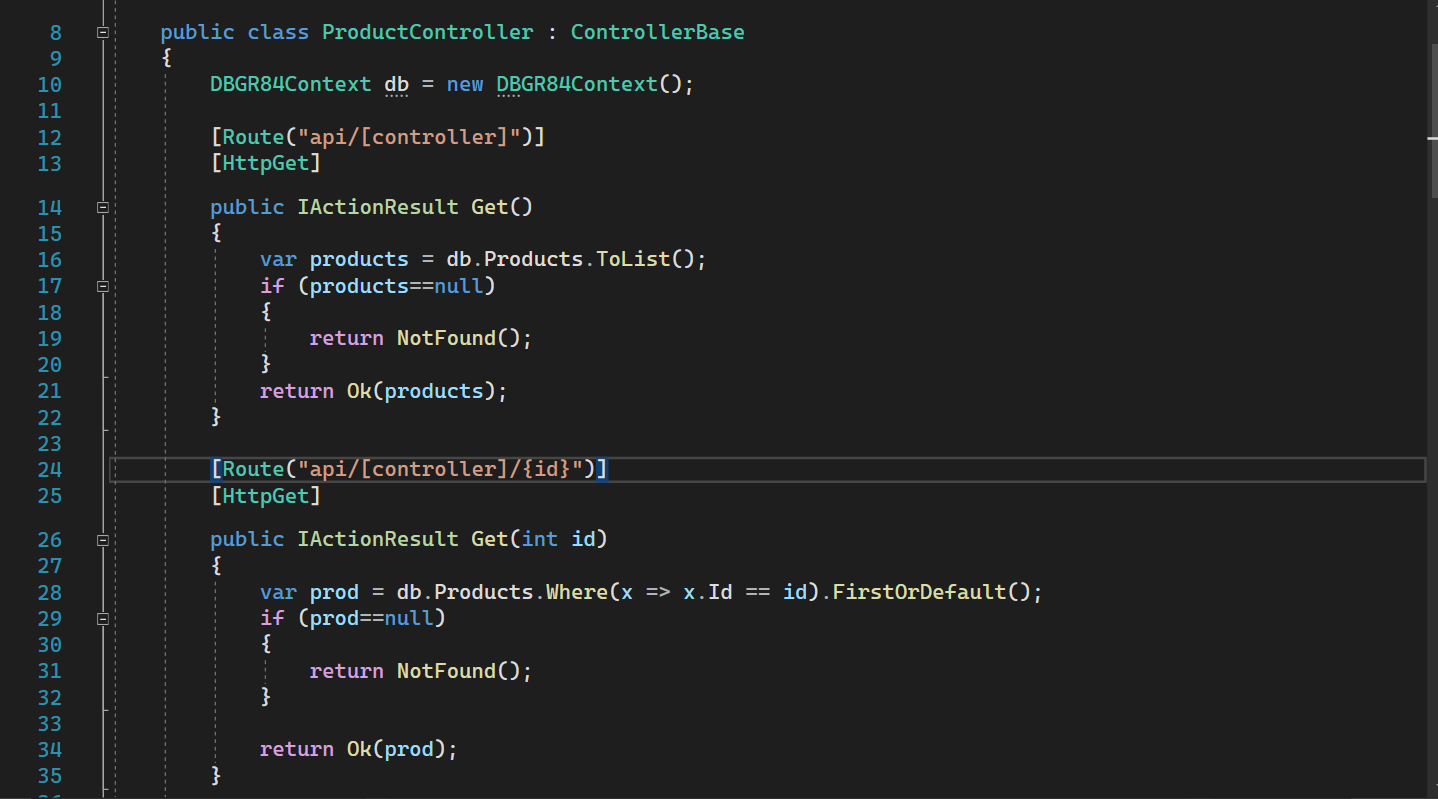 8 public class ProductController : ControllerBase
9 {
10 DBGR84Context db = new DBGR84Context();
11
12 [Route("api/[controller]")]
13 [HttpGet]
14 public IActionResult Get()
15 {
16 var products = db.Products.ToList();
17 if (products==null)
18 {
19 return NotFound();
20 }
21 return Ok(products);
22 }
23
24 [Route("api/[controller]/{id}")]
25 [HttpGet]
26 public IActionResult Get(int id)
27 {
28 var prod = db.Products.Where(x => x.Id == id).FirstOrDefault();
29 if (prod==null)
30 {
31 return NotFound();
32 }
33
34 return Ok(prod);
35 }